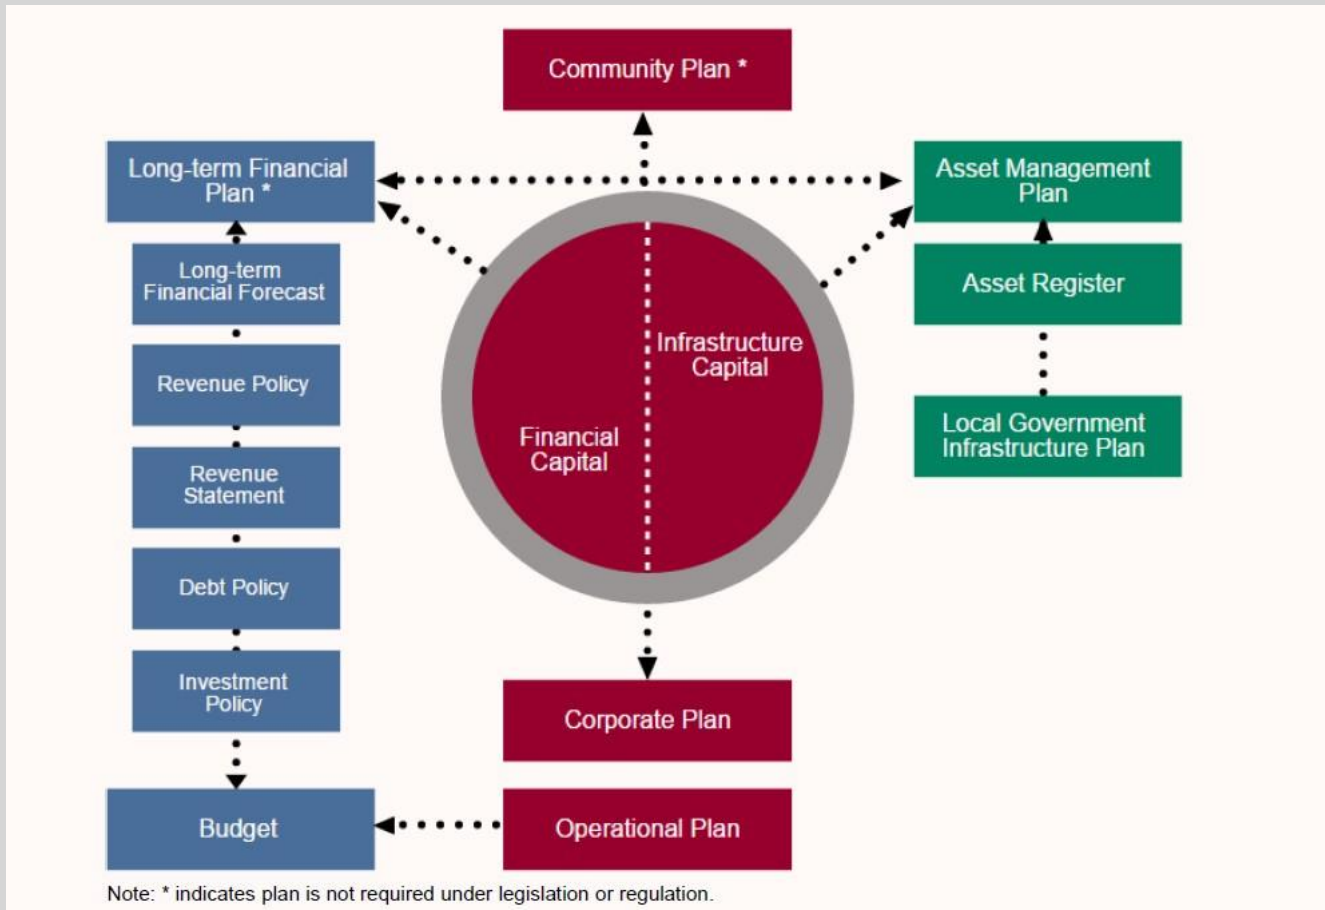 Community Plan *
Long-term Financial
Plan *
Asset Management
Plan
Long-term
Financial Forecast
Asset Register
Revenue Policy
Infrastructure
Capital
Local Government
Infrastructure Plan
Financial
Capital
Revenue
Statement
Debt Policy
Investment
Policy
Corporate Plan
Budget
Operational Plan
Note: * indicates plan is not required under legislation or regulation.